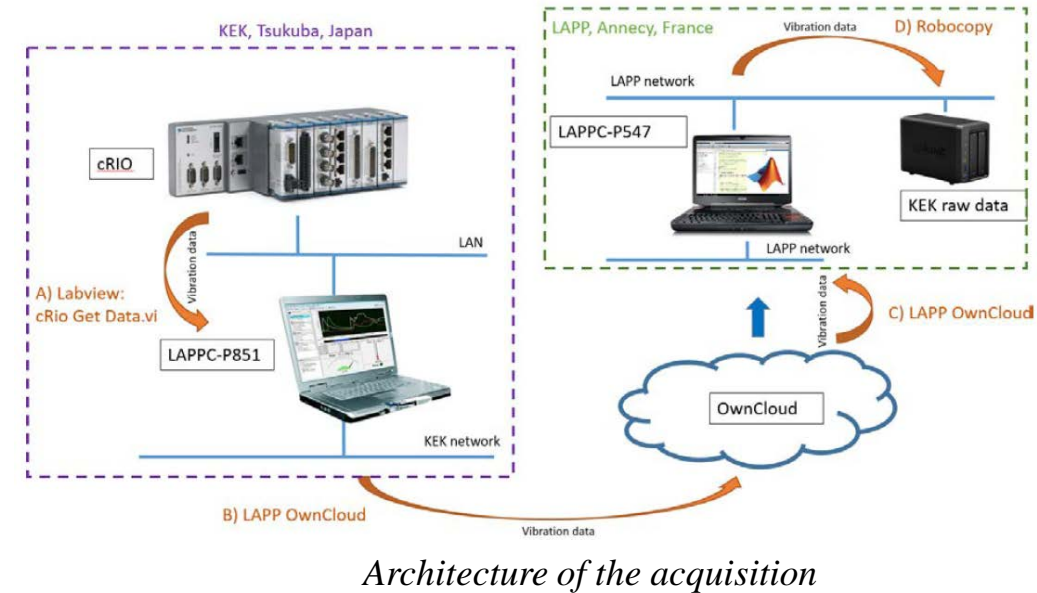 KEK, Tsukuba, Japan
cRIO
Vibration data
LAN
A) Labview:
cRio Get Data.vi
LAPPC-P851
KEK network
B) LAPP OwnCloud
Vibration data
LAPP, Annecy, France
Vibration data
D) Robocopy
LAPP network
LAPPC-P547
KEK raw data
LAPP network
Vibration data
C) LAPP OwnCloud
OwnCloud
Architecture of the acquisition